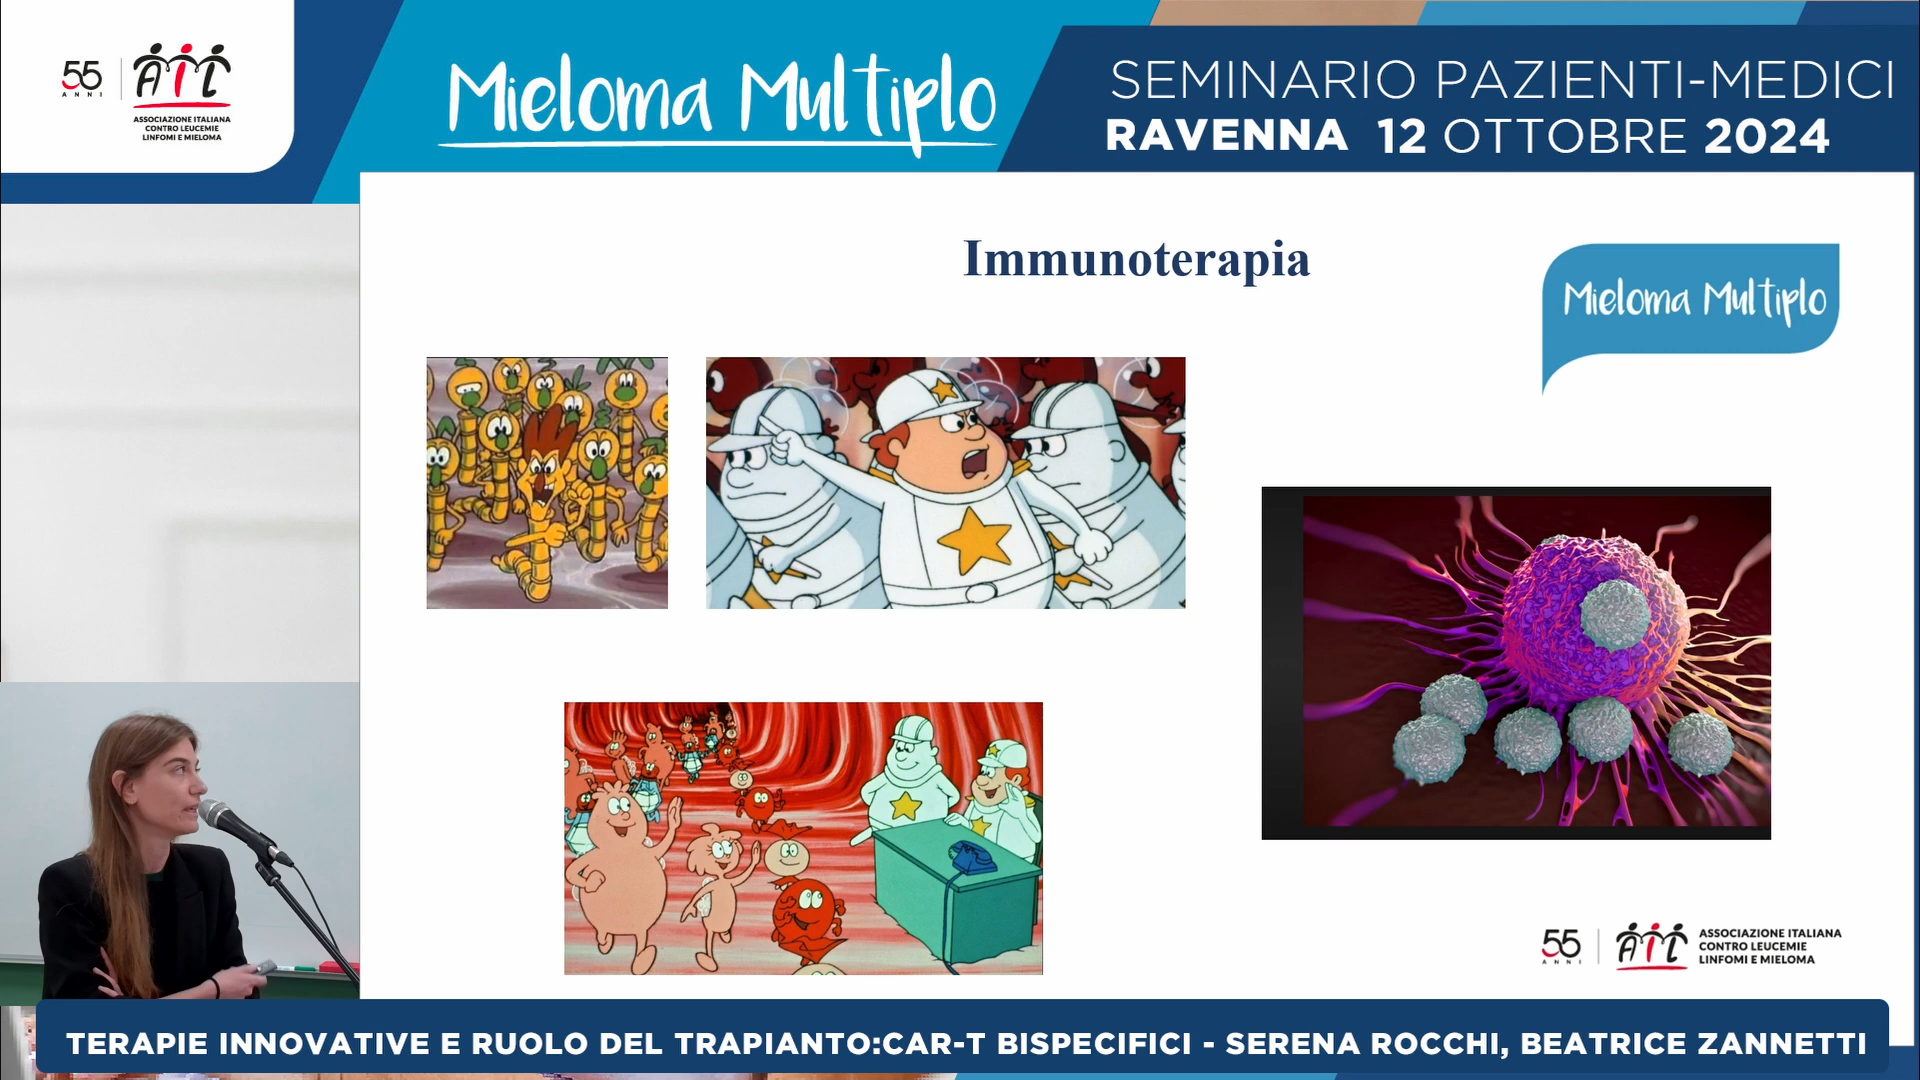 55
ANNI
AIL
ASSOCIAZIONE ITALIANA
CONTRO LEUCEMIE
LINFOMI E MIELOMA
Mieloma Multiplo
SEMINARIO PAZIENTI-MEDICI
RAVENNA 12 OTTOBRE 2024
Immunoterapia
Mieloma Multiplo
55
ANNI
AIL
ASSOCIAZIONE ITALIANA
CONTRO LEUCEMIE
LINFOMI E MIELOMA
TERAPIE INNOVATIVE E RUOLO DEL TRAPIANTO:CAR-T BISPECIFICI - SERENA ROCCHI, BEATRICE ZANNETTI